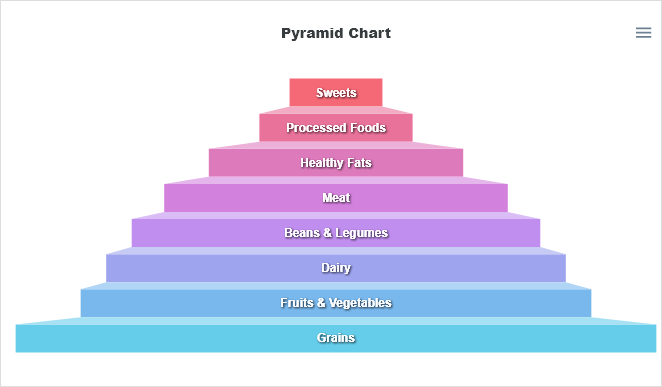 Pyramid Chart
Sweets
Processed Foods
Healthy Fats
Meat
Beans & Legumes
Dairy
Fruits & Vegetables
Grains